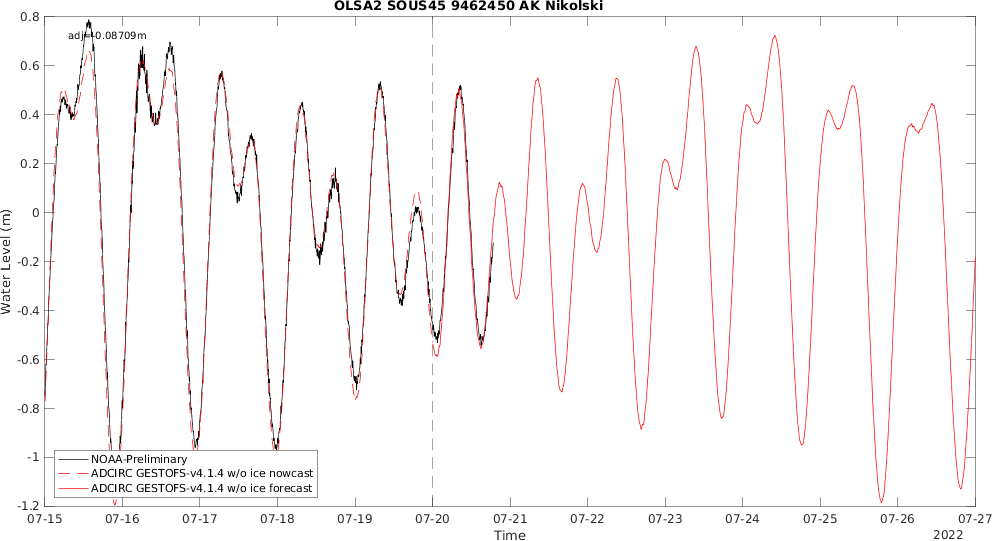 OLSA2 SOUS45 9462450 AK Nikolski
adj=-0.08709m
Water Level (m)
0.8
0.6
0.4
0.2
0
-0.2
-0.4
-0.6
-0.8
-1
-1.2
NOAA-Preliminary
ADCIRC GESTOFS-v4.1.4 w/o ice nowcast
ADCIRC GESTOFS-v4.1.4 w/o ice forecast
07-15 07-16 07-17 07-18 07-19 07-20 07-21 07-22 07-23 07-24 07-25 07-26 07-27
Time
2022